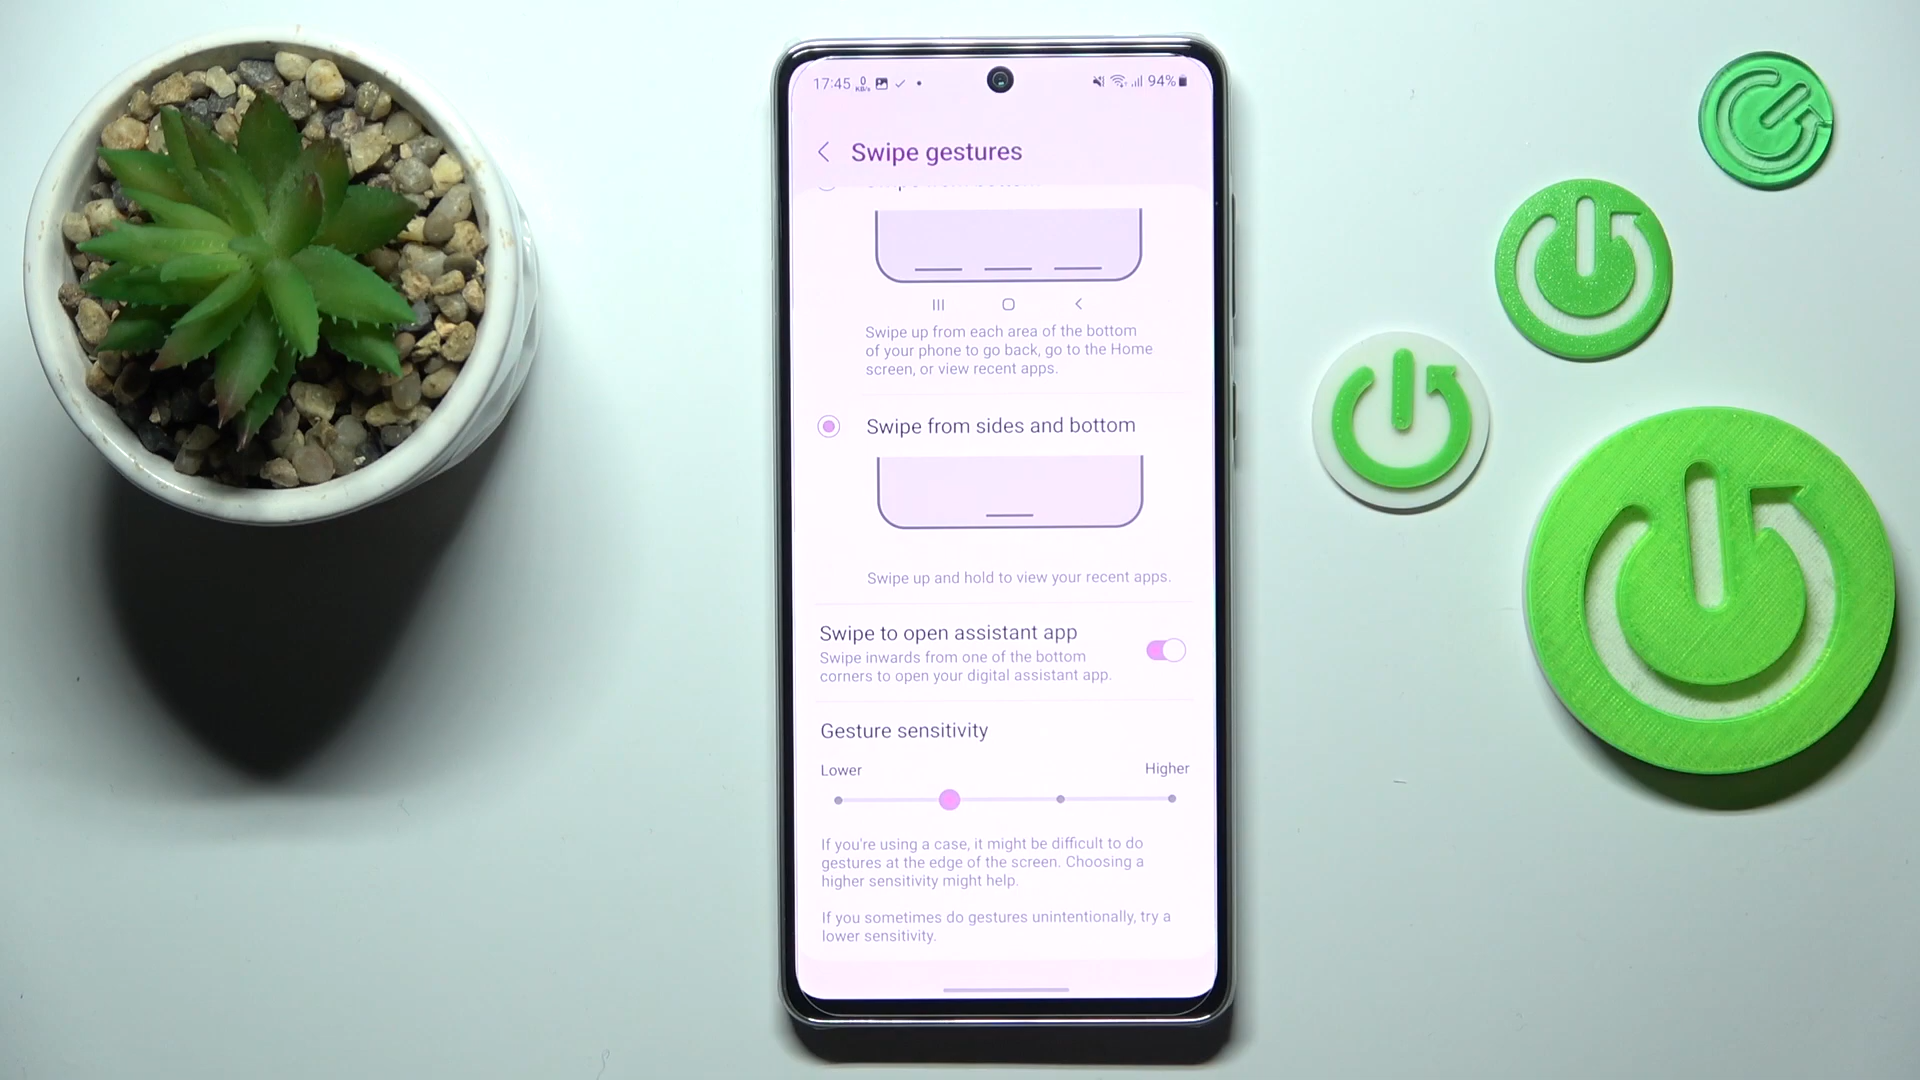 17:45 0 KB/s 94%
Swipe gestures
Swipe up from each area of the bottom
of your phone to go back, go to the Home
screen, or view recent apps.
Swipe from sides and bottom
Swipe up and hold to view your recent apps.
Swipe to open assistant app
Swipe inwards from one of the bottom
corners to open your digital assistant app.
Gesture sensitivity
Lower Higher
If you're using a case, it might be difficult to do
gestures at the edge of the screen. Choosing a
higher sensitivity might help.
If you sometimes do gestures unintentionally, try a
lower sensitivity.